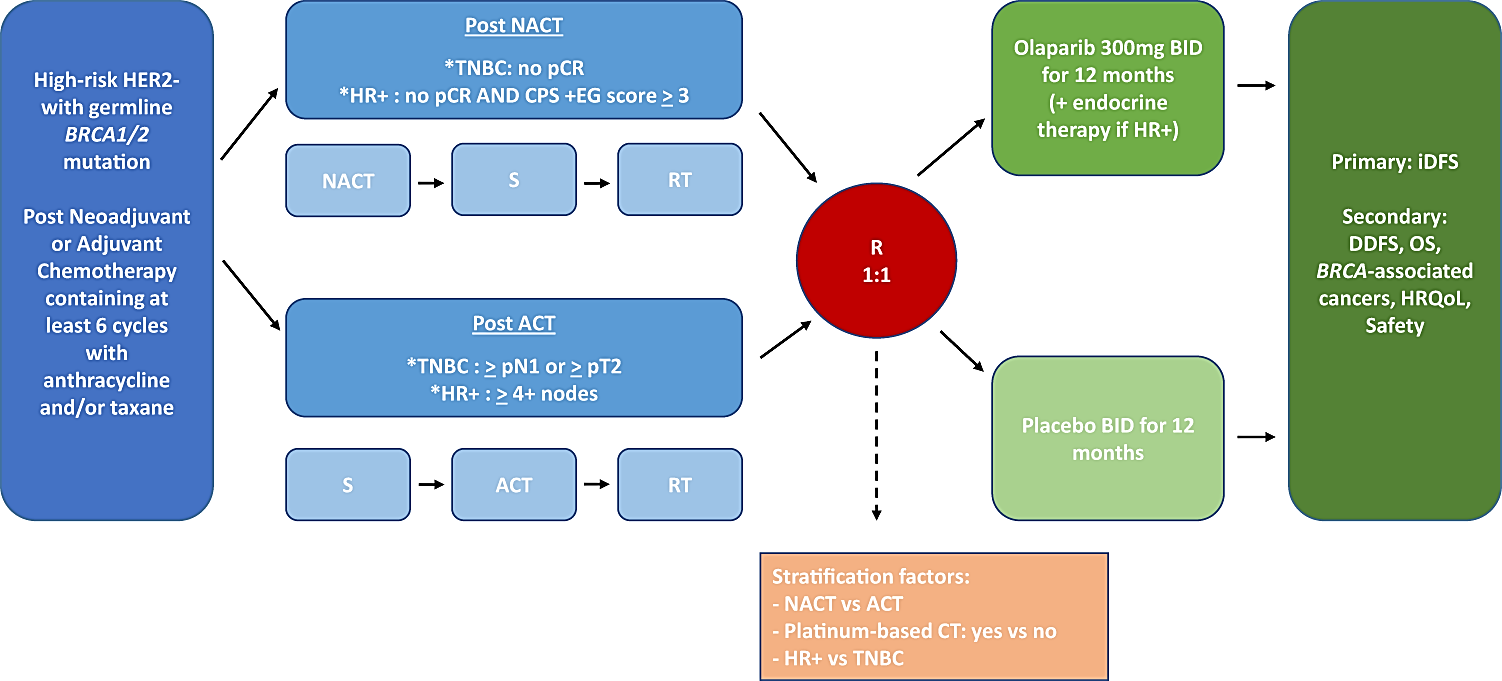 High-risk HER2-
with germline
BRCA1/2
mutation
Post Neoadjuvant
or Adjuvant
Chemotherapy
containing at
least 6 cycles
with
anthracycline
and/or taxane
Post NACT
*TNBC: no pCR
*HR+ : no pCR AND CPS +EG score ≥ 3
NACT
S
RT
Post ACT
*TNBC : ≥ pN1 or ≥ pT2
*HR+ : ≥ 4+ nodes
S
ACT
RT
R
1:1
Stratification factors:
- NACT vs ACT
- Platinum-based CT: yes vs no
- HR+ vs TNBC
Olaparib 300mg BID
for 12 months
(+ endocrine
therapy if HR+)
Placebo BID for 12
months
Primary: iDFS
Secondary:
DDFS, OS,
BRCA-associated
cancers, HRQoL,
Safety